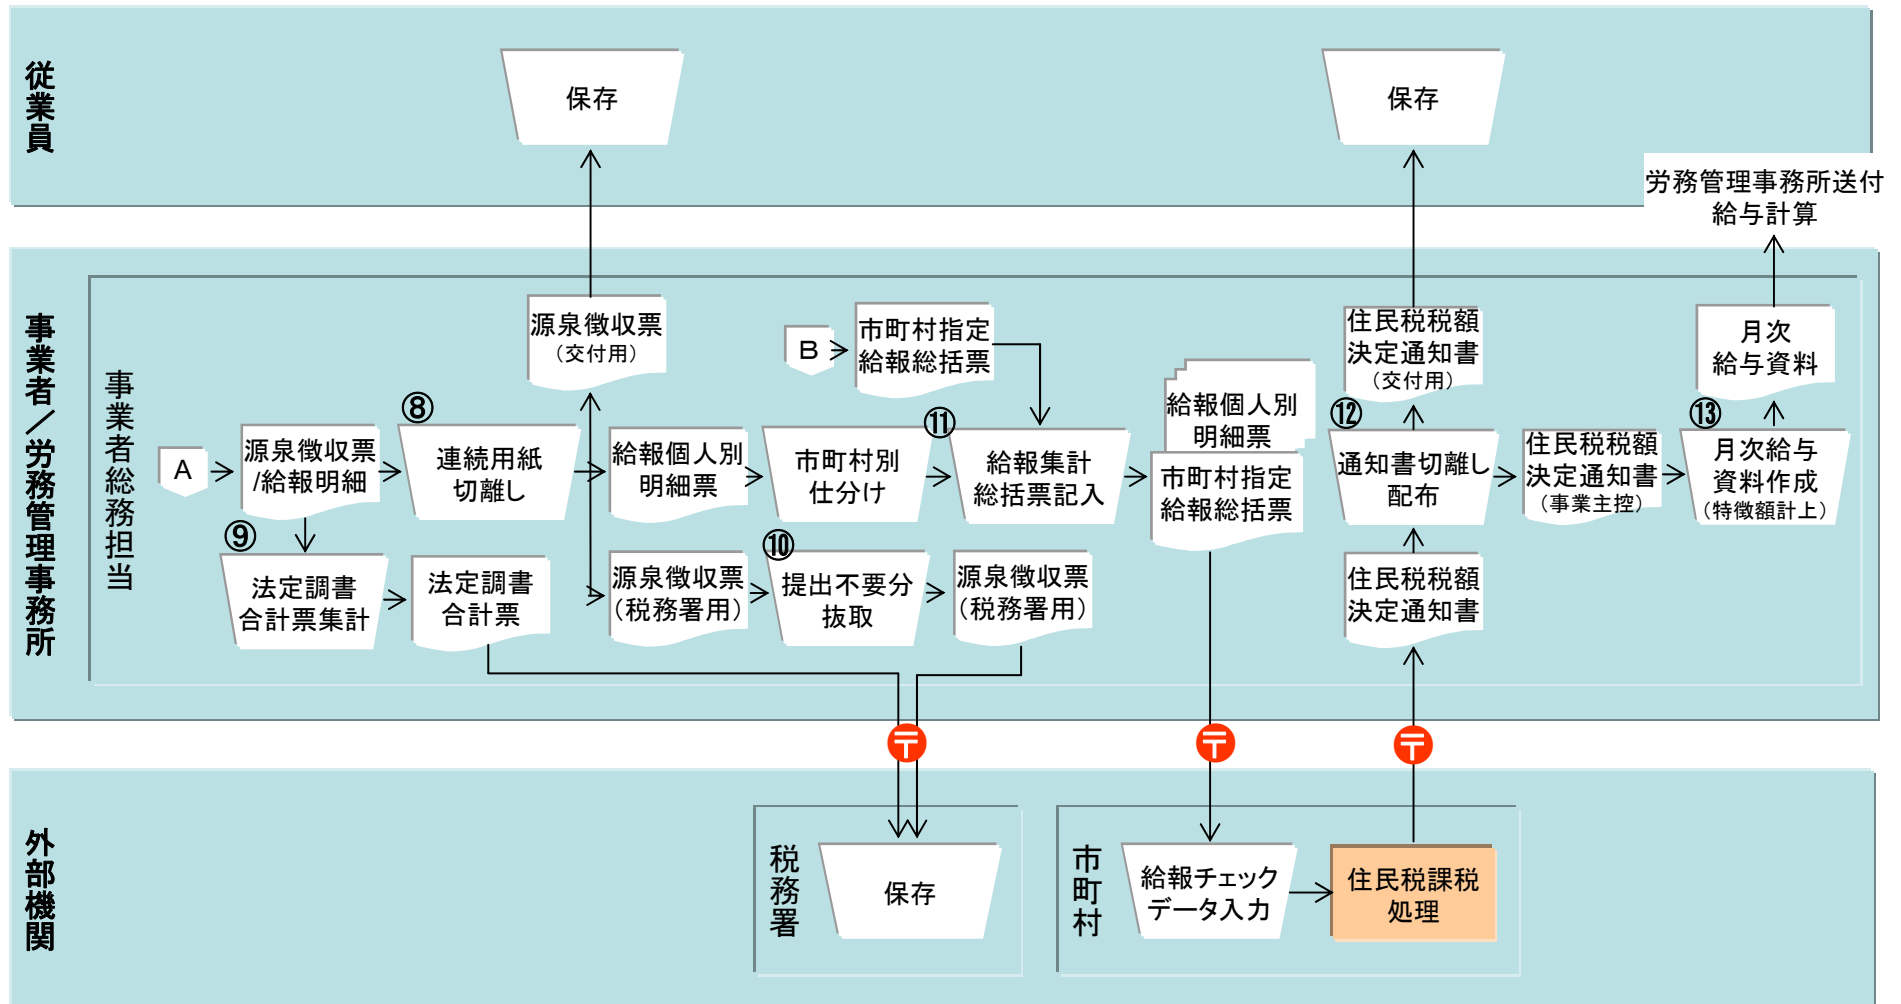 従業員
保存
保存
労務管理事務所送付
給与計算
事業者／労務管理事務所
事業者総務担当
A
源泉徴収票
/給報明細
⑧
連続用紙
切離し
源泉徴収票
（交付用）
給報個人別
明細票
市町村別
仕分け
B
市町村指定
給報総括票
⑪
給報集計
総括票記入
給報個人別
明細票
市町村指定
給報総括票
⑨
法定調書
合計票集計
法定調書
合計票
源泉徴収票
（税務署用）
⑩
提出不要分
抜取
源泉徴収票
（税務署用）
住民税税額
決定通知書
（交付用）
⑫
通知書切離し
配布
住民税税額
決定通知書
住民税税額
決定通知書
（事業主控）
月次
給与資料
⑬
月次給与
資料作成
（特徴額計上）
〒
〒
〒
外部機関
税務署
保存
市町村
給報チェック
データ入力
住民税課税
処理